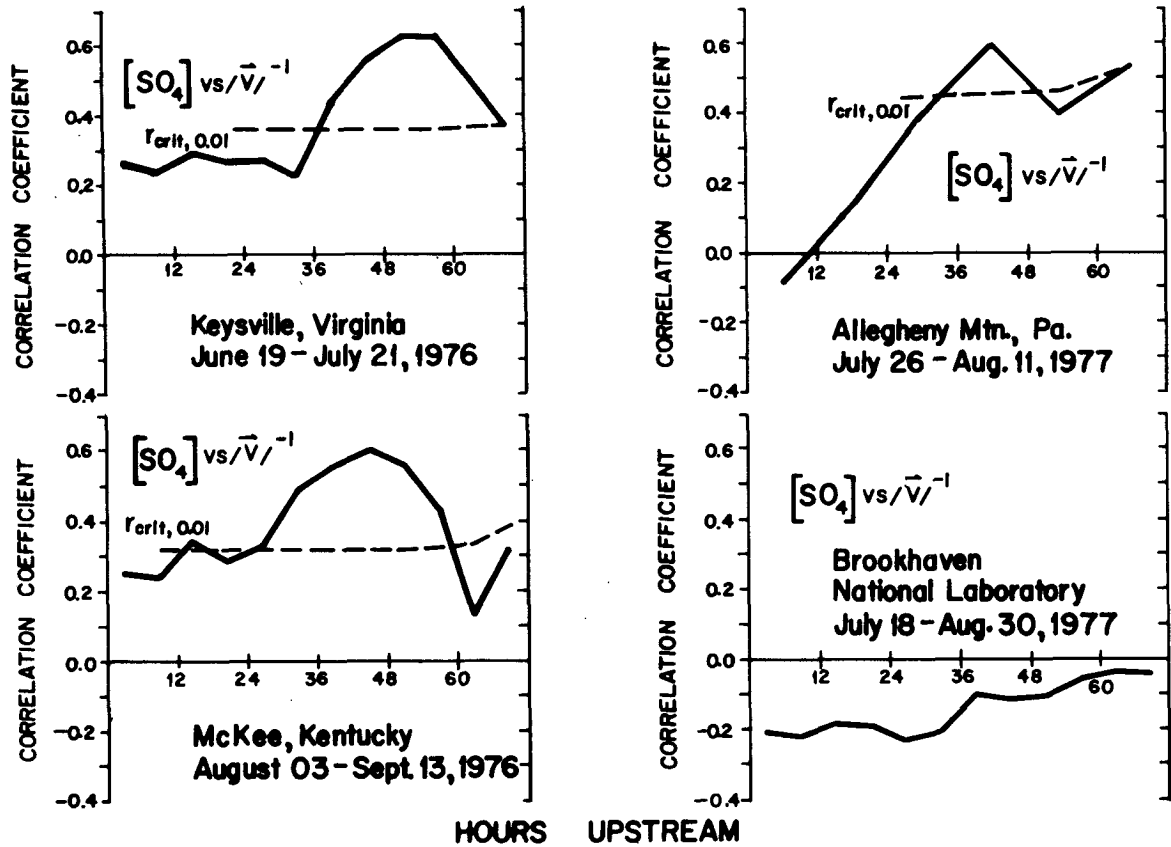 CORRELATION COEFFICIENT
0.6
0.4
0.2
0.0
-0.2
-0.4
[SO4] vs/V⃗/-1
rcrit, 0.01
12 24 36 48 60
Keysville, Virginia
June 19 - July 21, 1976
CORRELATION COEFFICIENT
0.6
0.4
0.2
0.0
-0.2
-0.4
rcrit, 0.01
[SO4] vs/V⃗/-1
12 24 36 48 60
Allegheny Mtn., Pa.
July 26 - Aug. 11, 1977
CORRELATION COEFFICIENT
0.6
0.4
0.2
0.0
-0.2
-0.4
[SO4] vs/V⃗/-1
rcrit, 0.01
12 24 36 48 60
McKee, Kentucky
August 03 - Sept. 13, 1976
CORRELATION COEFFICIENT
0.6
0.4
0.2
0.0
-0.2
-0.4
[SO4] vs/V⃗/-1
Brookhaven
National Laboratory
July 18 - Aug. 30, 1977
12 24 36 48 60
HOURS UPSTREAM